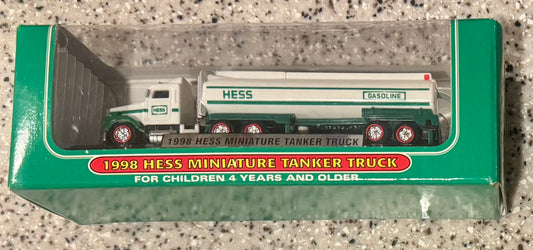 HESS
HESS
GASOLINE
1998 HESS MINIATURE TANKER TRUCK
1998 HESS MINIATURE TANKER TRUCK
FOR CHILDREN 4 YEARS AND OLDER